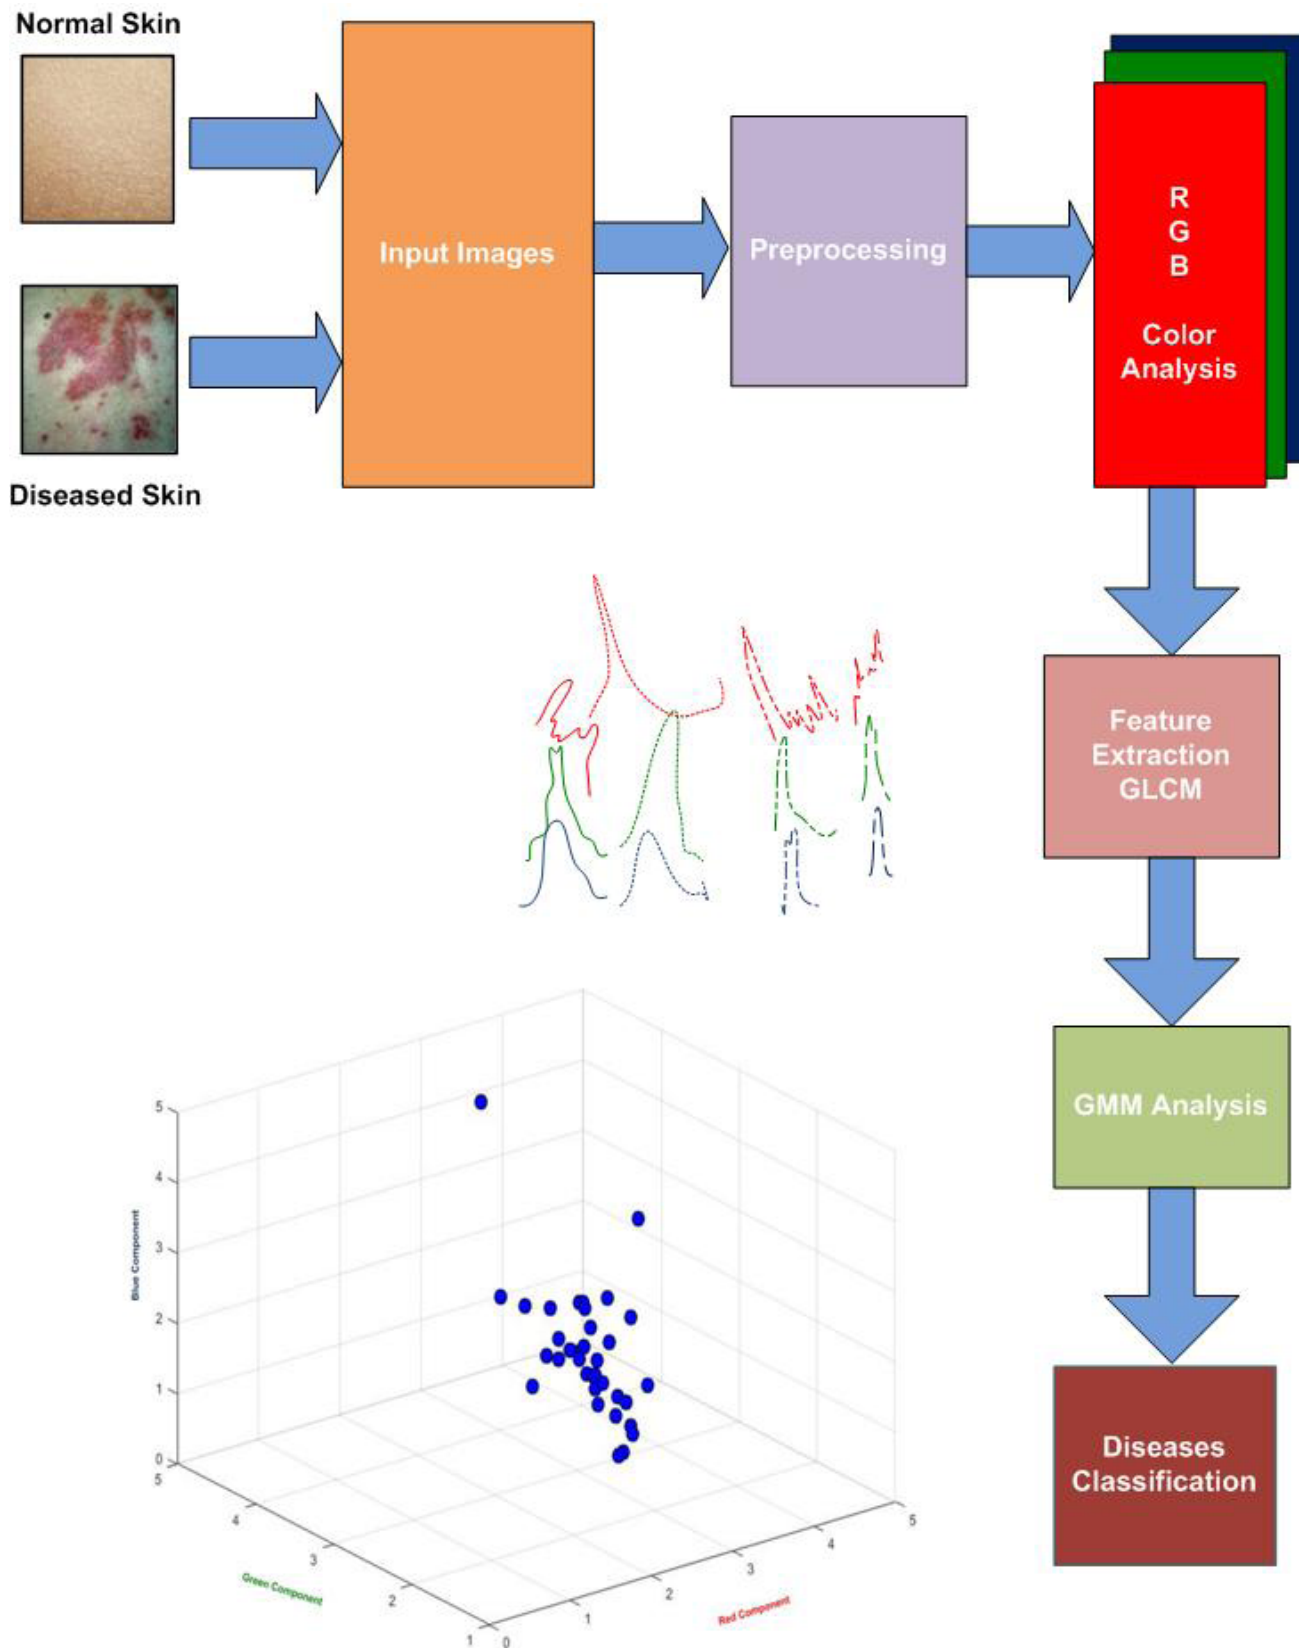 Normal Skin
Diseased Skin
Input Images
Preprocessing
R
G
B
Color
Analysis
Feature
Extraction
GLCM
GMM Analysis
Diseases
Classification
Blue Component
5
4
3
2
1
0
5
4
3
2
1
Green Component
0
1
2
3
4
5
Red Component